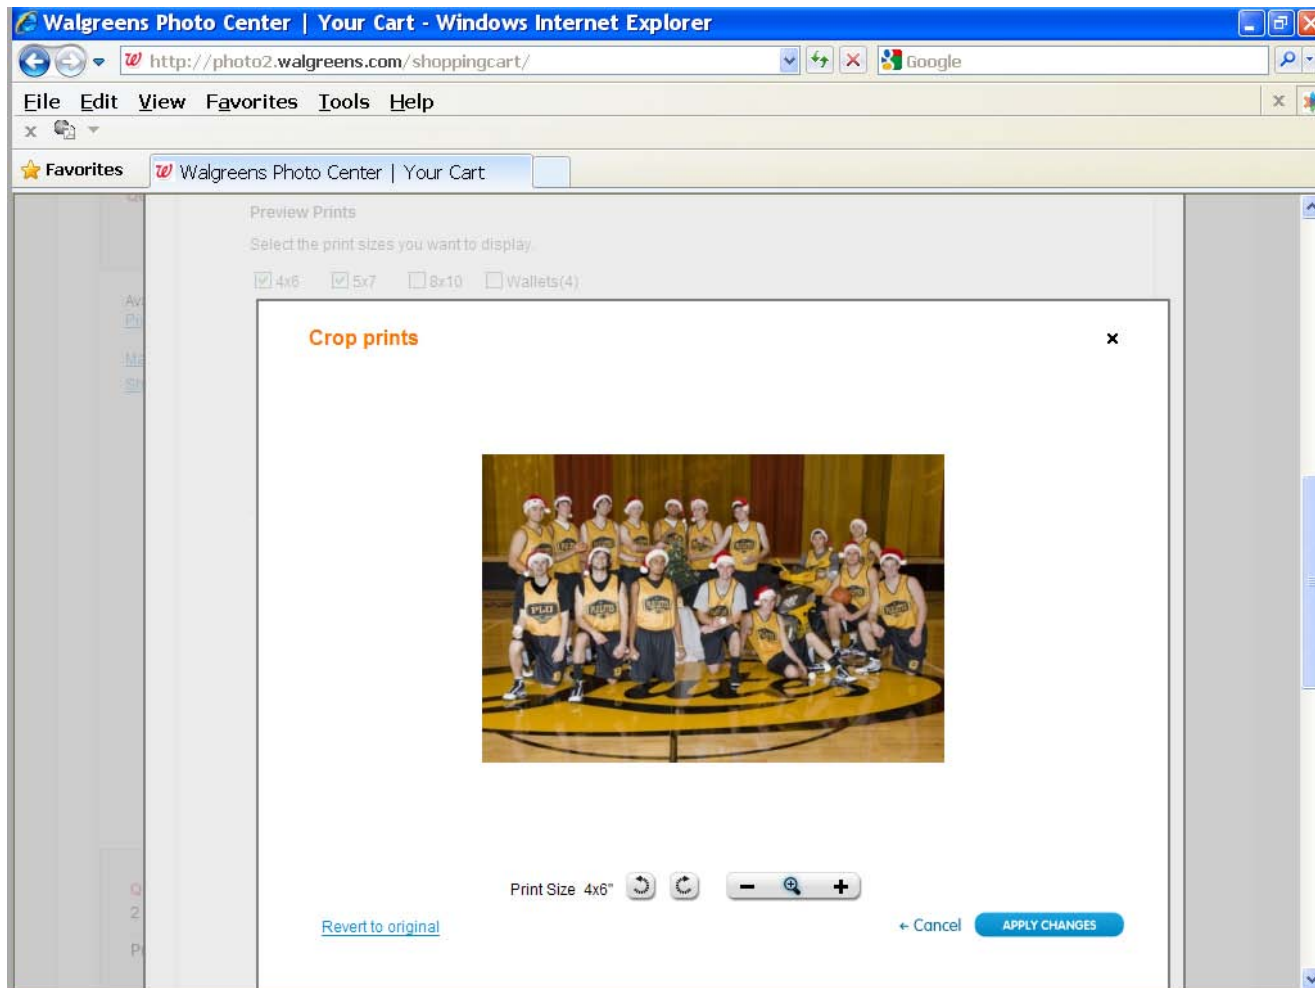 Walgreens Photo Center | Your Cart - Windows Internet Explorer
http://photo2.walgreens.com/shoppingcart/
Google
File Edit View Favorites Tools Help
Favorites
Walgreens Photo Center | Your Cart
Preview Prints
Select the print sizes you want to display.
4x6 5x7 8x10 Wallets(4)
Crop prints
PLU
Print Size 4x6"
Revert to original
Cancel
APPLY CHANGES
2